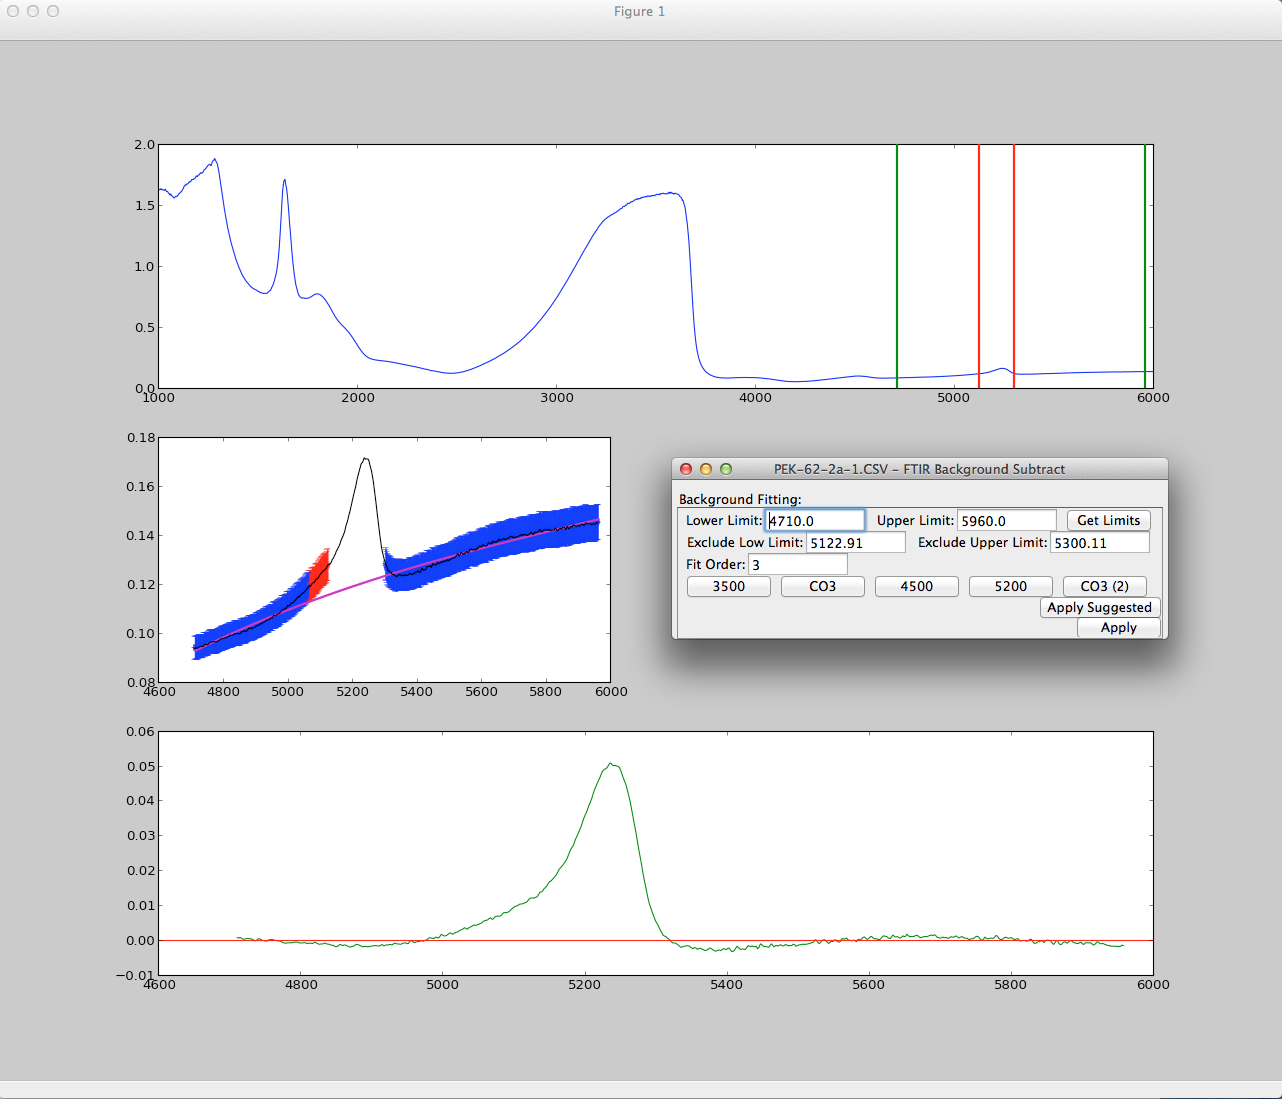 Figure 1
2.0
1.5
1.0
0.5
0.0
1000 2000 3000 4000 5000 6000
0.18
0.16
0.14
0.12
0.10
0.08
4600 4800 5000 5200 5400 5600 5800 6000
PEK-62-2a-1.CSV - FTIR Background Subtract
Background Fitting:
Lower Limit: 4710.0 Upper Limit: 5960.0 Get Limits
Exclude Low Limit: 5122.91 Exclude Upper Limit: 5300.11
Fit Order: 3
3500 CO3 4500 5200 CO3 (2)
Apply Suggested
Apply
0.06
0.05
0.04
0.03
0.02
0.01
0.00
−0.01
4600 4800 5000 5200 5400 5600 5800 6000